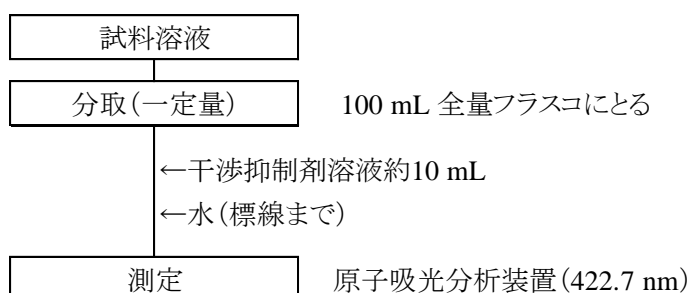 試料溶液
分取（一定量） 100 mL 全量フラスコにとる
←干渉抑制剤溶液約10 mL
←水（標線まで）
測定 原子吸光分析装置（422.7 nm）